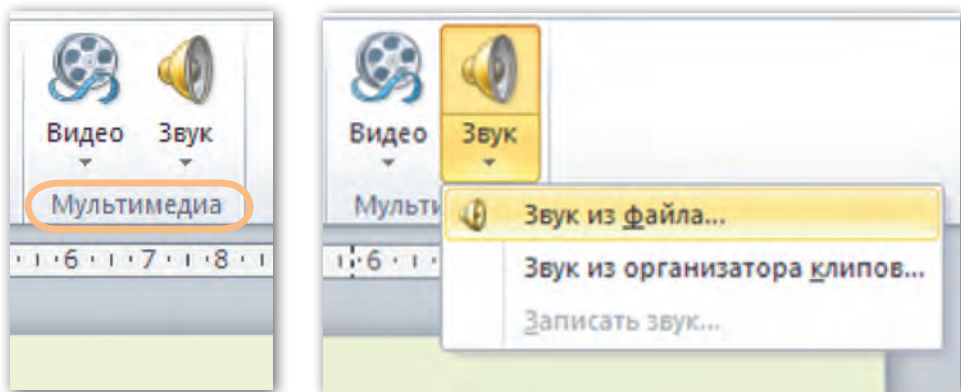 Видео Звук
Мультимедиа
6 7 8
Видео Звук
Мульти
Звук из файла...
6
Звук из организатора клипов...
Записать звук...